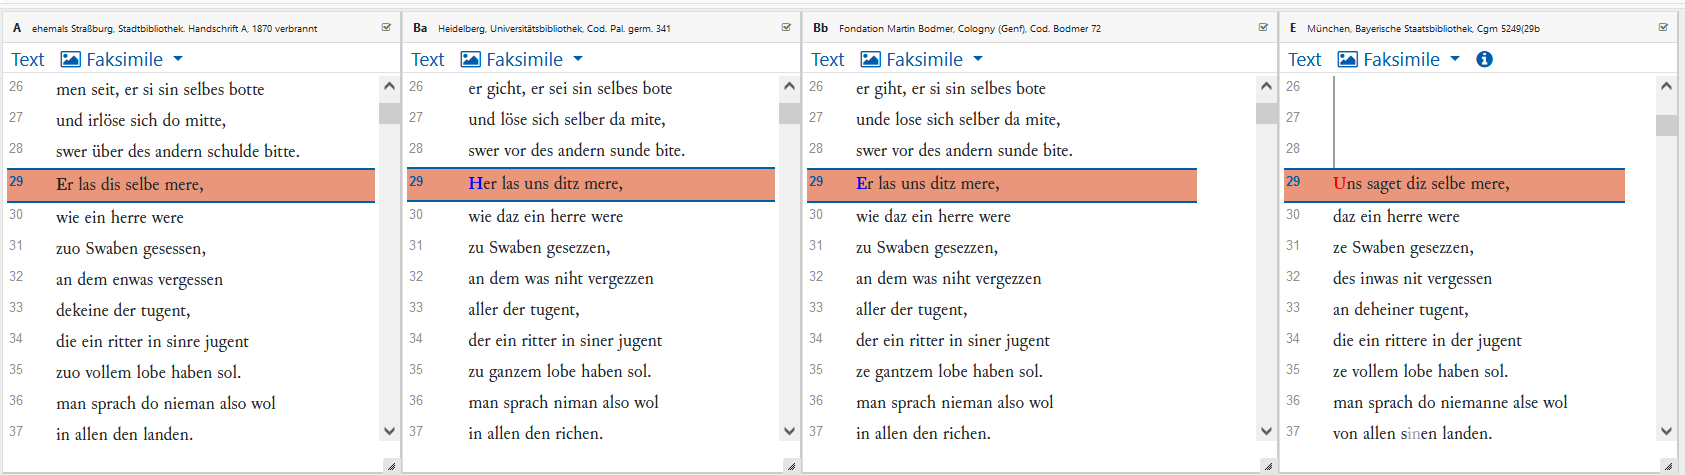 A ehemals Straßburg, Stadtbibliothek. Handschrift A, 1870 verbrannt
Text Faksimile
26 men seit, er si sin selbes botte
27 und irlöse sich do mitte,
28 swer über des andern schulde bitte.
29 Er las dis selbe mere,
30 wie ein herre were
31 zuo Swaben gesessen,
32 an dem enwas vergessen
33 dekeine der tugent,
34 die ein ritter in sinre jugent
35 zuo vollem lobe haben sol.
36 man sprach do nieman also wol
37 in allen den landen.
Ba Heidelberg, Universitätsbibliothek, Cod. Pal. germ. 341
Text Faksimile
26 er gicht, er sei sin selbes bote
27 und löse sich selber da mite,
28 swer vor des andern sunde bite.
29 Her las uns ditz mere,
30 wie daz ein herre were
31 zu Swaben gesezzen,
32 an dem was niht vergezzen
33 aller der tugent,
34 der ein ritter in siner jugent
35 zu ganzem lobe haben sol.
36 man sprach niman also wol
37 in allen den richen.
Bb Fondation Martin Bodmer, Cologny (Genf), Cod. Bodmer 72
Text Faksimile
26 er giht, er si sin selbes bote
27 unde lose sich selber da mite,
28 swer vor des andern sunde bite.
29 Er las uns ditz mere,
30 wie daz ein herre were
31 zu Swaben gesezzen,
32 an dem was niht vergezzen
33 aller der tugent,
34 der ein ritter in siner jugent
35 ze gantzem lobe haben sol.
36 man sprach nieman also wol
37 in allen den richen.
E München, Bayerische Staatsbibliothek, Cgm 5249(29b
Text Faksimile
26
27
28
29 Uns saget diz selbe mere,
30 daz ein herre were
31 ze Swaben gesezzen,
32 des inwas nit vergessen
33 an deheiner tugent,
34 die ein rittere in der jugent
35 ze vollem lobe haben sol.
36 man sprach do niemanne alse wol
37 von allen sinen landen.